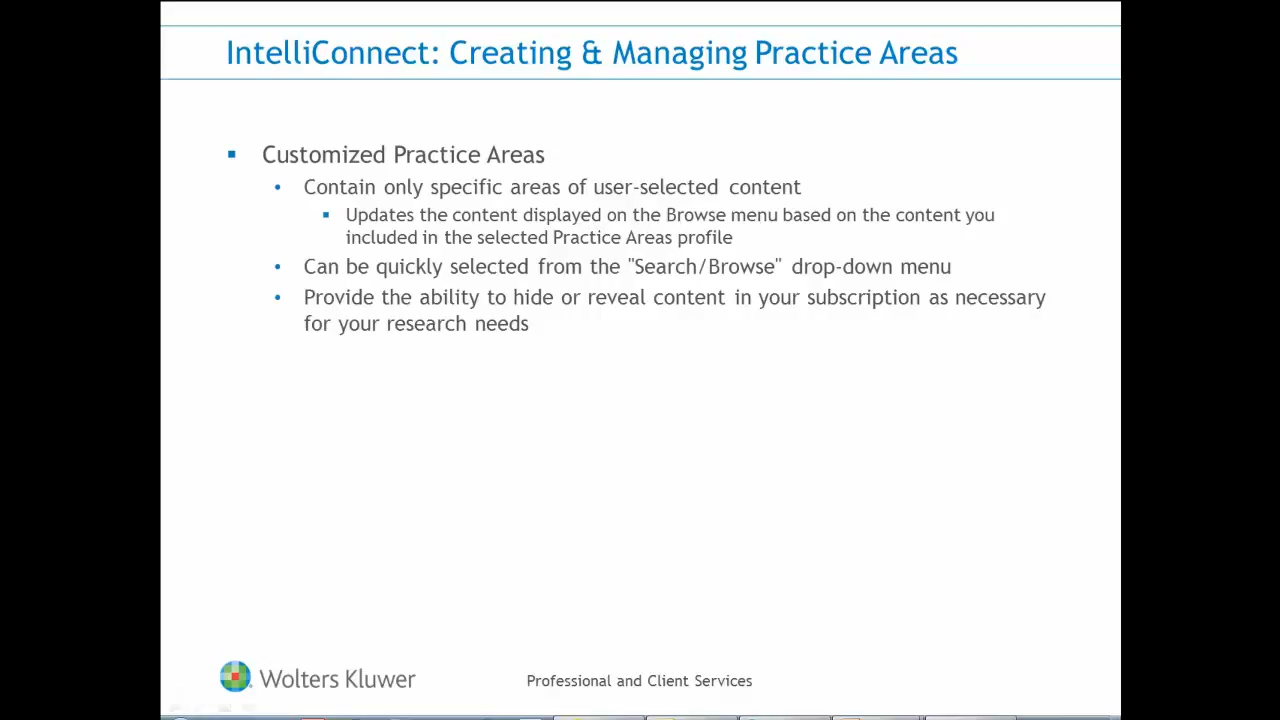 IntelliConnect: Creating & Managing Practice Areas
Customized Practice Areas
Contain only specific areas of user-selected content
Updates the content displayed on the Browse menu based on the content you
included in the selected Practice Areas profile
Can be quickly selected from the "Search/Browse" drop-down menu
Provide the ability to hide or reveal content in your subscription as necessary
for your research needs
Wolters Kluwer
Professional and Client Services